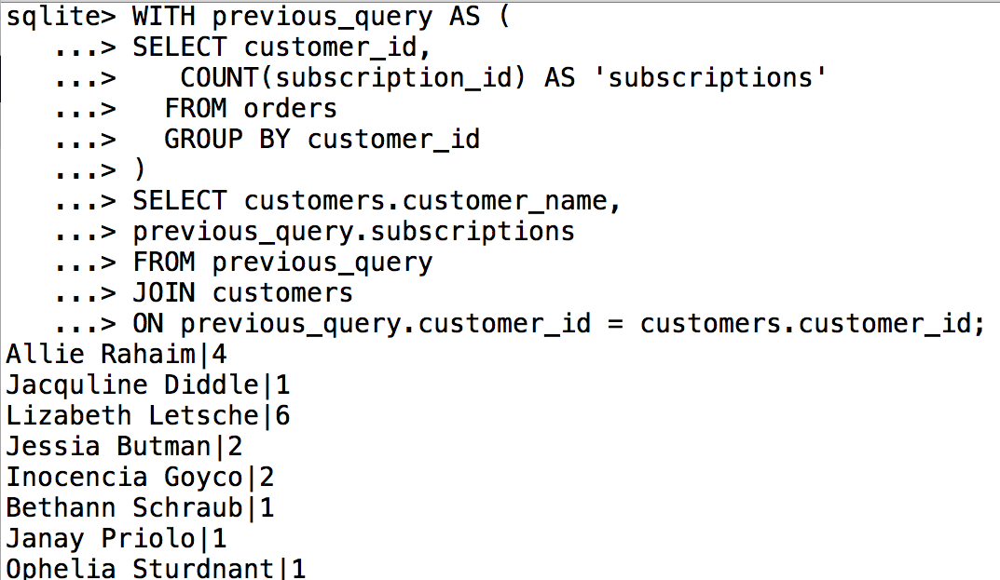 sqlite> WITH previous_query AS (
   ...> SELECT customer_id,
   ...>    COUNT(subscription_id) AS 'subscriptions'
   ...>   FROM orders
   ...>   GROUP BY customer_id
   ...> )
   ...> SELECT customers.customer_name,
   ...> previous_query.subscriptions
   ...> FROM previous_query
   ...> JOIN customers
   ...> ON previous_query.customer_id = customers.customer_id;
Allie Rahaim|4
Jacquline Diddle|1
Lizabeth Letsche|6
Jessia Butman|2
Inocencia Goyco|2
Bethann Schraub|1
Janay Priolo|1
Ophelia Sturdnant|1